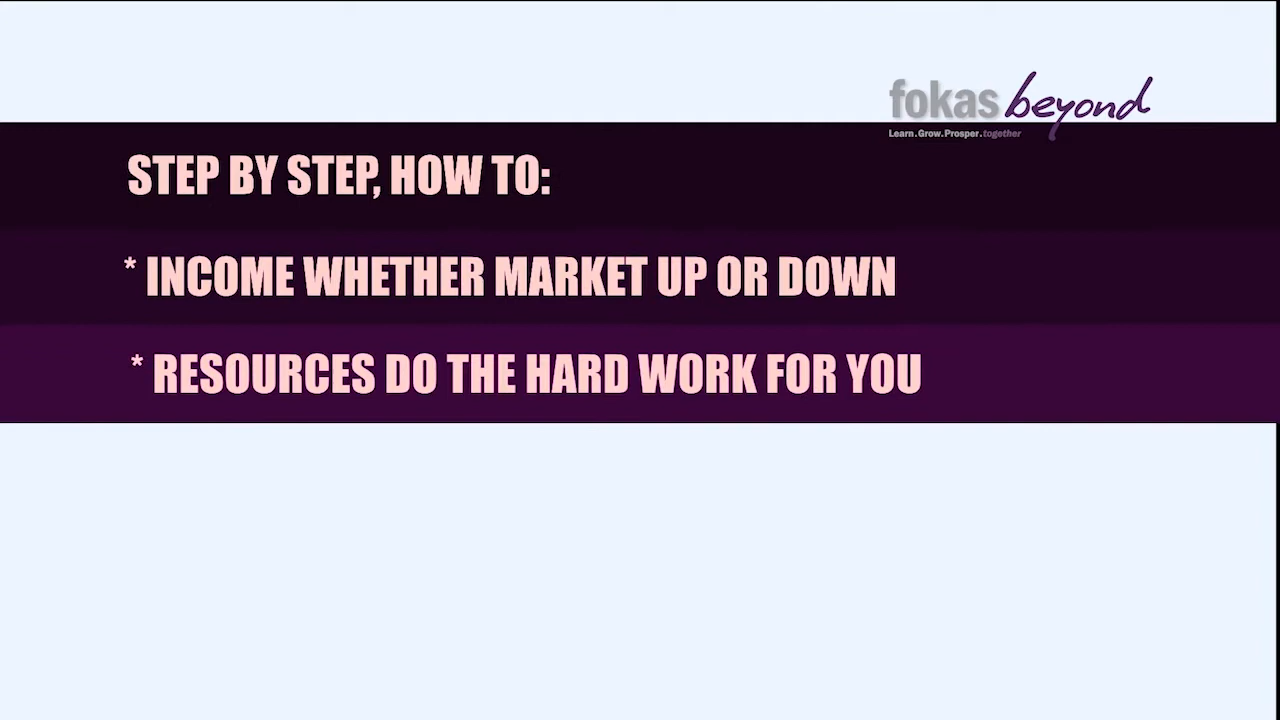 fokas beyond
Learn.Grow.Prosper.together
STEP BY STEP, HOW TO:
* INCOME WHETHER MARKET UP OR DOWN
* RESOURCES DO THE HARD WORK FOR YOU